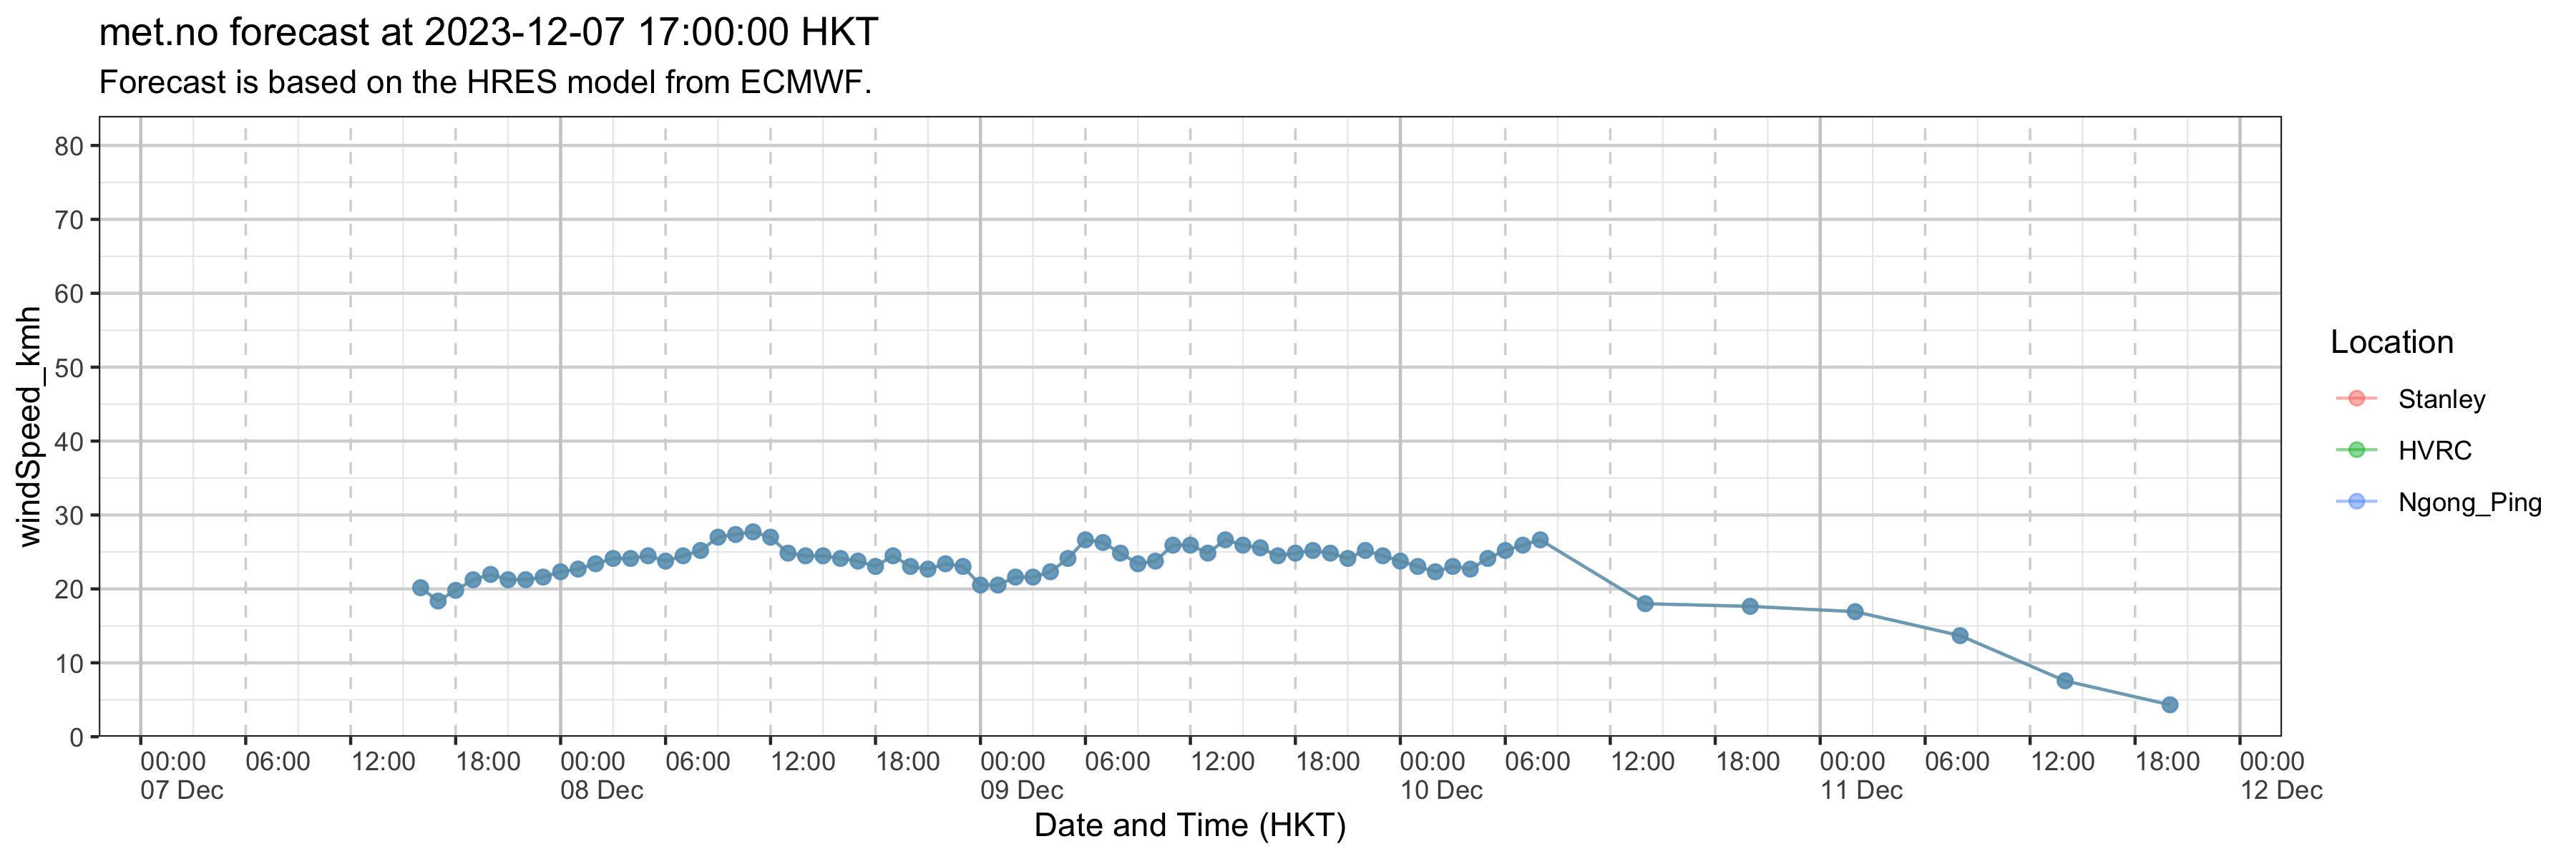 met.no forecast at 2023-12-07 17:00:00 HKT
Forecast is based on the HRES model from ECMWF.
windSpeed_kmh
80
70
60
50
40
30
20
10
0
00:00 06:00 12:00 18:00 00:00 06:00 12:00 18:00 00:00 06:00 12:00 18:00 00:00 06:00 12:00 18:00 00:00 06:00 12:00 18:00 00:00
07 Dec 08 Dec 09 Dec 10 Dec 11 Dec 12 Dec
Date and Time (HKT)
Location
Stanley
HVRC
Ngong_Ping